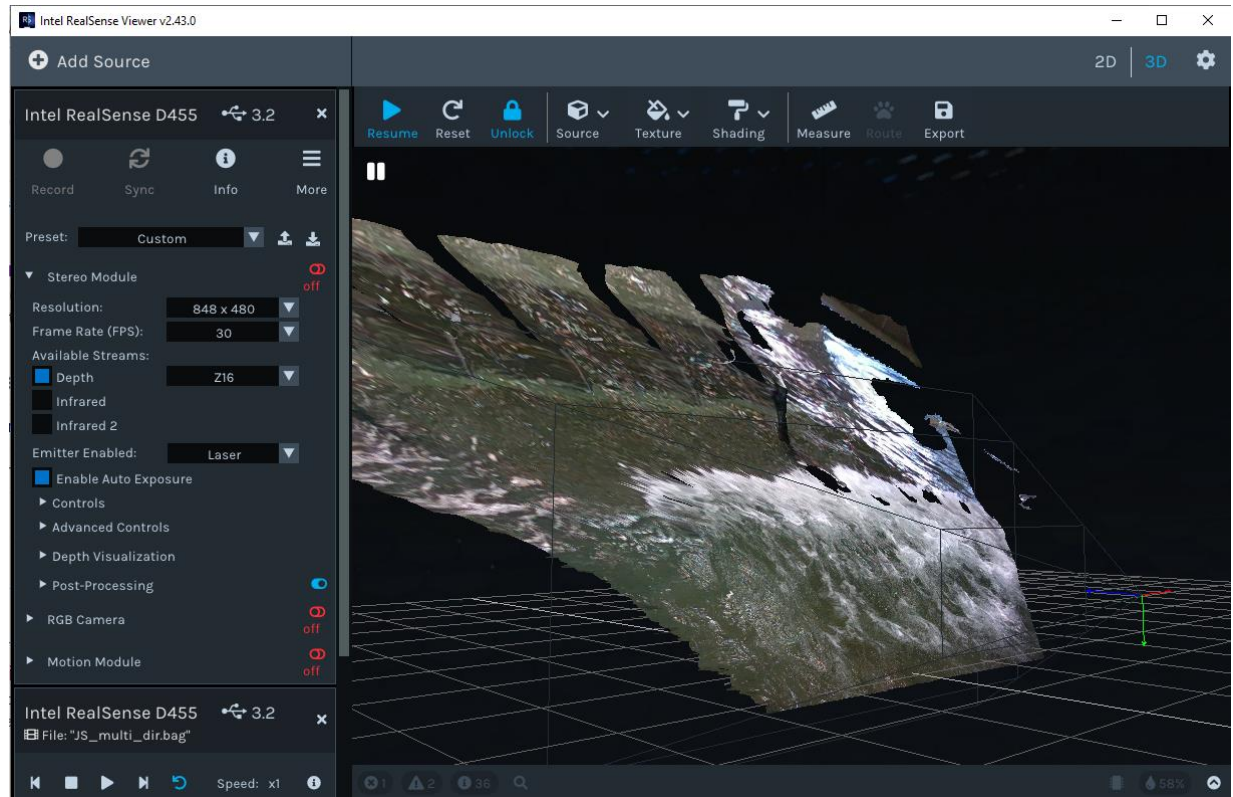 RS Intel RealSense Viewer v2.43.0
Add Source
2D 3D
Intel RealSense D455 3.2
Record Sync Info More
Preset: Custom
Stereo Module
off
Resolution: 848 x 480
Frame Rate (FPS): 30
Available Streams:
Depth Z16
Infrared
Infrared 2
Emitter Enabled: Laser
Enable Auto Exposure
Controls
Advanced Controls
Depth Visualization
Post-Processing
RGB Camera
off
Motion Module
off
Intel RealSense D455 3.2
File: "JS_multi_dir.bag"
Speed: x1
Resume Reset Unlock Source Texture Shading Measure Route Export
1 2 36 58%